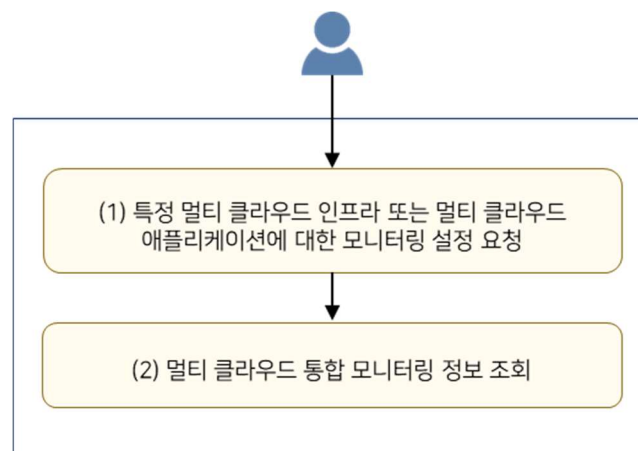 (1) 특정 멀티 클라우드 인프라 또는 멀티 클라우드
애플리케이션에 대한 모니터링 설정 요청
(2) 멀티 클라우드 통합 모니터링 정보 조회